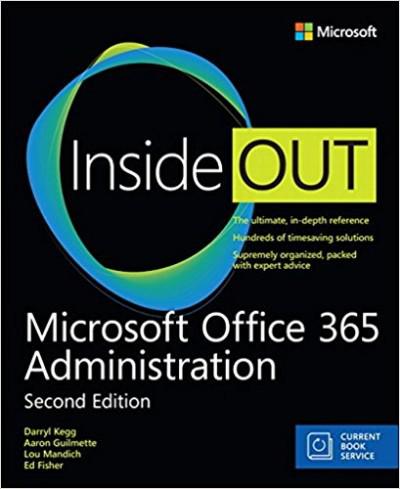 Microsoft
Inside OUT
The ultimate, in-depth reference
Hundreds of timesaving solutions
Supremely organized, packed
with expert advice
Microsoft Office 365
Administration
Second Edition
Darryl Kegg
Aaron Guilmette
Lou Mandich
Ed Fisher
CURRENT
BOOK
SERVICE